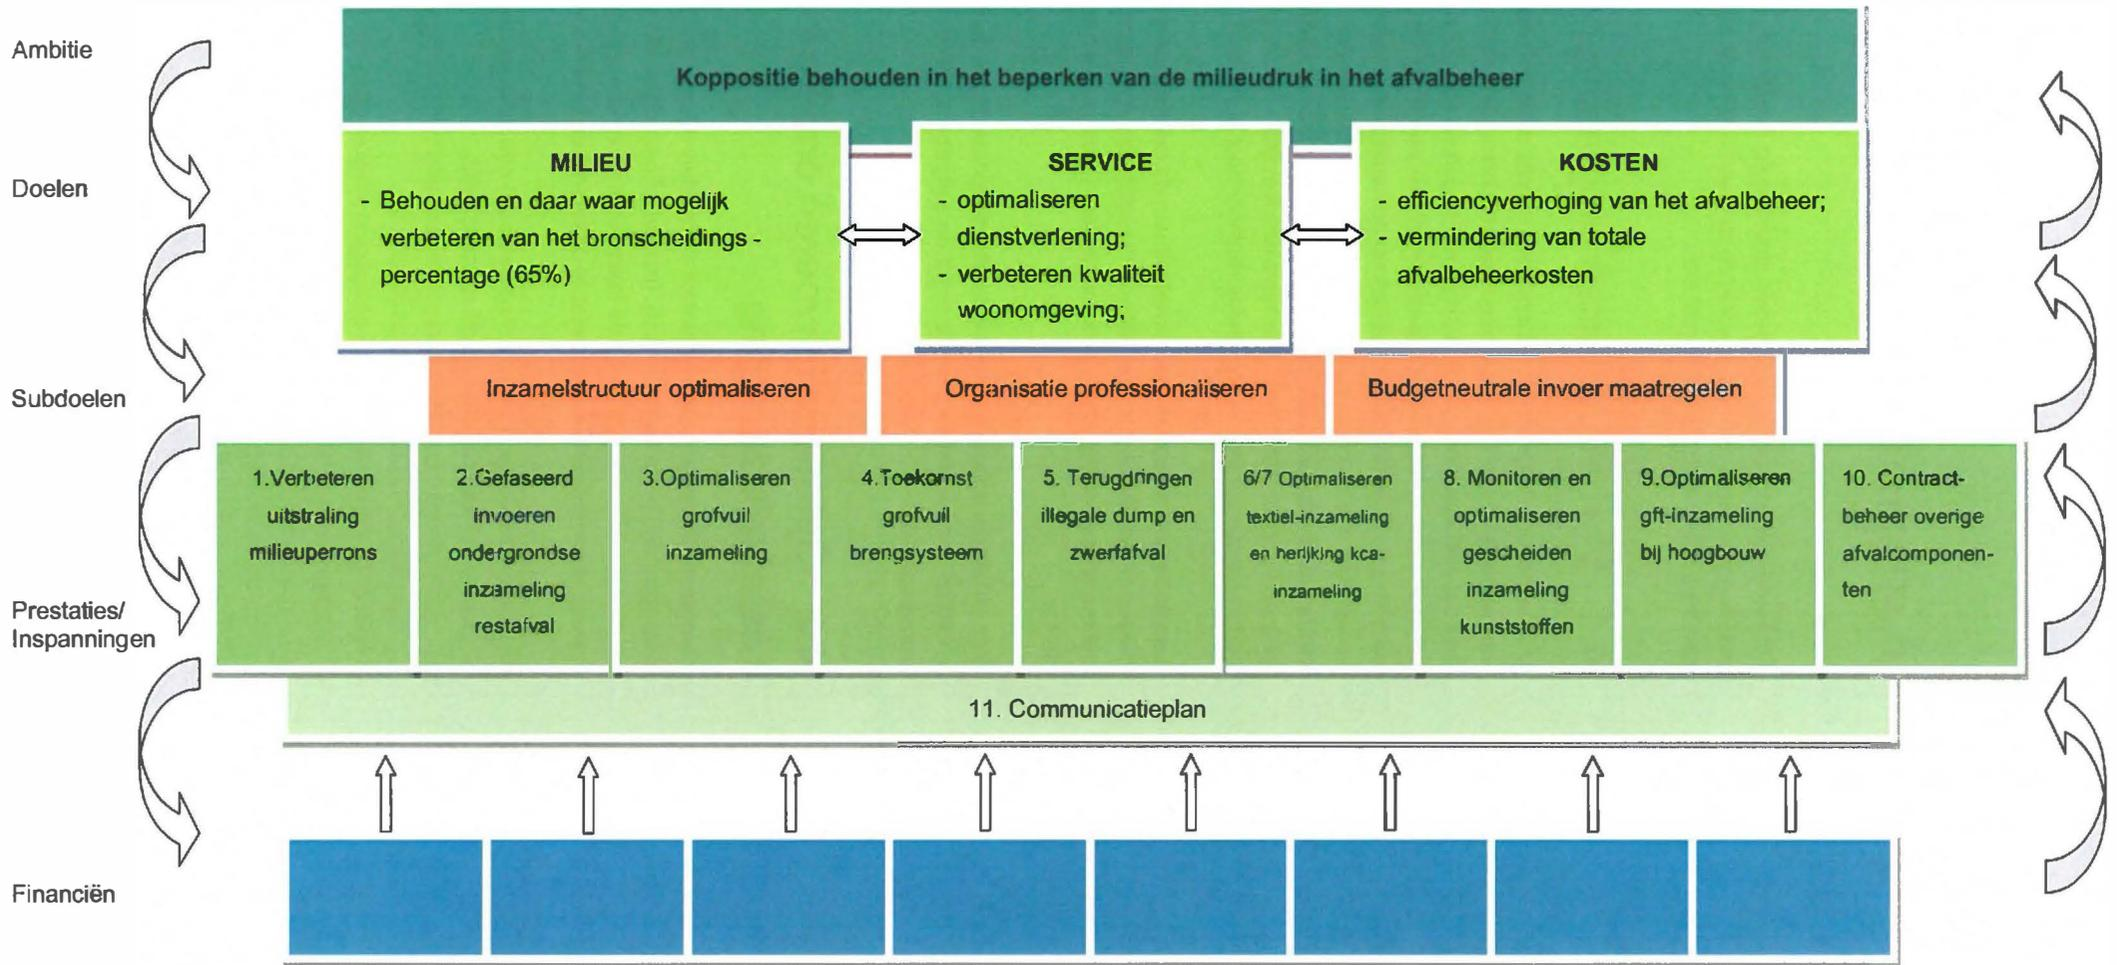 Ambitie
Koppositie behouden in het beperken van de milieudruk in het afvalbeheer
Doelen
MILIEU
- Behouden en daar waar mogelijk
verbeteren van het bronscheidings -
percentage (65%)
SERVICE
- optimaliseren
dienstverlening;
- verbeteren kwaliteit
woonomgeving;
KOSTEN
- efficiencyverhoging van het afvalbeheer;
- vermindering van totale
afvalbeheerkosten
Subdoelen
Inzamelstructuur optimaliseren
Organisatie professionaliseren
Budgetneutrale invoer maatregelen
Prestaties/
Inspanningen
1.Verbeteren
uitstraling
milieuperrons
2.Gefaseerd
invoeren
ondergrondse
inzameling
restafval
3.Optimaliseren
grofvuil
inzameling
4.Toekomst
grofvuil
brengsysteem
5. Terugdringen
illegale dump en
zwerfafval
6/7 Optimaliseren
textiel-inzameling
en herijking kca-
inzameling
8. Monitoren en
optimaliseren
gescheiden
inzameling
kunststoffen
9.Optimaliseren
gft-inzameling
bij hoogbouw
10. Contract-
beheer overige
afvalcomponen-
ten
11. Communicatieplan
Financiën